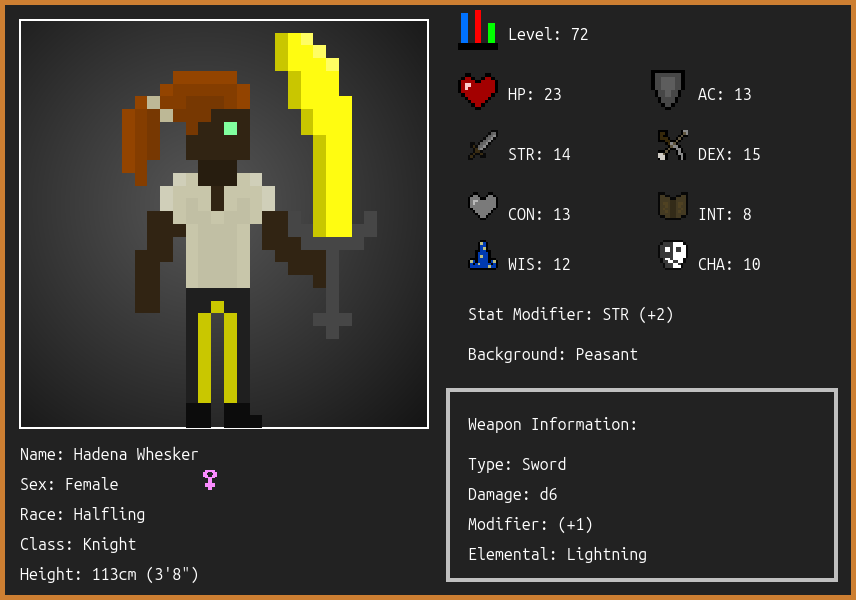 Level: 72
HP: 23
AC: 13
STR: 14
DEX: 15
CON: 13
INT: 8
WIS: 12
CHA: 10
Stat Modifier: STR (+2)
Background: Peasant
Weapon Information:
Type: Sword
Damage: d6
Modifier: (+1)
Elemental: Lightning
Name: Hadena Whesker
Sex: Female
Race: Halfling
Class: Knight
Height: 113cm (3'8")